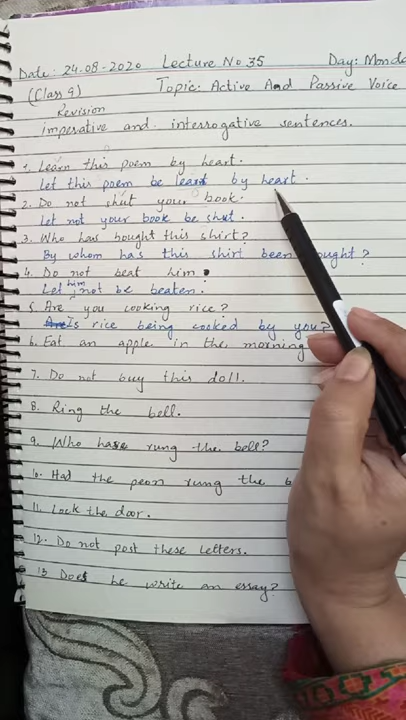 Date: 24.08-2020 Lecture No 35 Day: Monda
(Class 9) Topic: Active And Passive Voice
Revision
imperative and interrogative sentences.
1. Learn this poem by heart.
Let this poem be learnt by heart.
2. Do not shut your book.
Let not your book be shut.
3. Who has bought this shirt?
By whom has this shirt been bought?
4. Do not beat him.
Let him not be beaten.
5. Are you cooking rice?
Is rice being cooked by you?
6. Eat an apple in the morning
7. Do not buy this doll.
8. Ring the bell.
9. Who has rung the bell?
10. Had the peon rung the b
11. Lock the door.
12. Do not post these letters.
13 Does he write an essay?